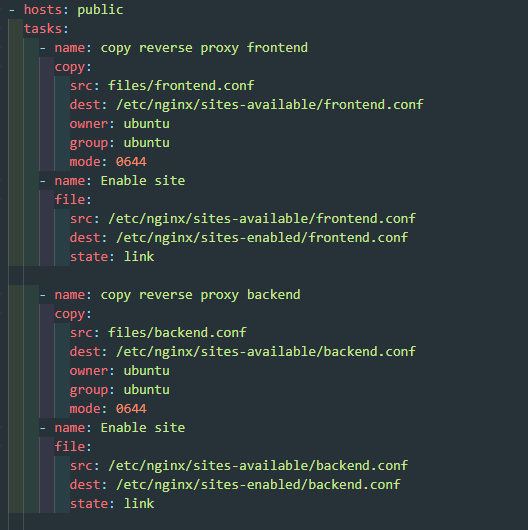 - hosts: public
  tasks:
    - name: copy reverse proxy frontend
      copy:
        src: files/frontend.conf
        dest: /etc/nginx/sites-available/frontend.conf
        owner: ubuntu
        group: ubuntu
        mode: 0644
    - name: Enable site
      file:
        src: /etc/nginx/sites-available/frontend.conf
        dest: /etc/nginx/sites-enabled/frontend.conf
        state: link

    - name: copy reverse proxy backend
      copy:
        src: files/backend.conf
        dest: /etc/nginx/sites-available/backend.conf
        owner: ubuntu
        group: ubuntu
        mode: 0644
    - name: Enable site
      file:
        src: /etc/nginx/sites-available/backend.conf
        dest: /etc/nginx/sites-enabled/backend.conf
        state: link